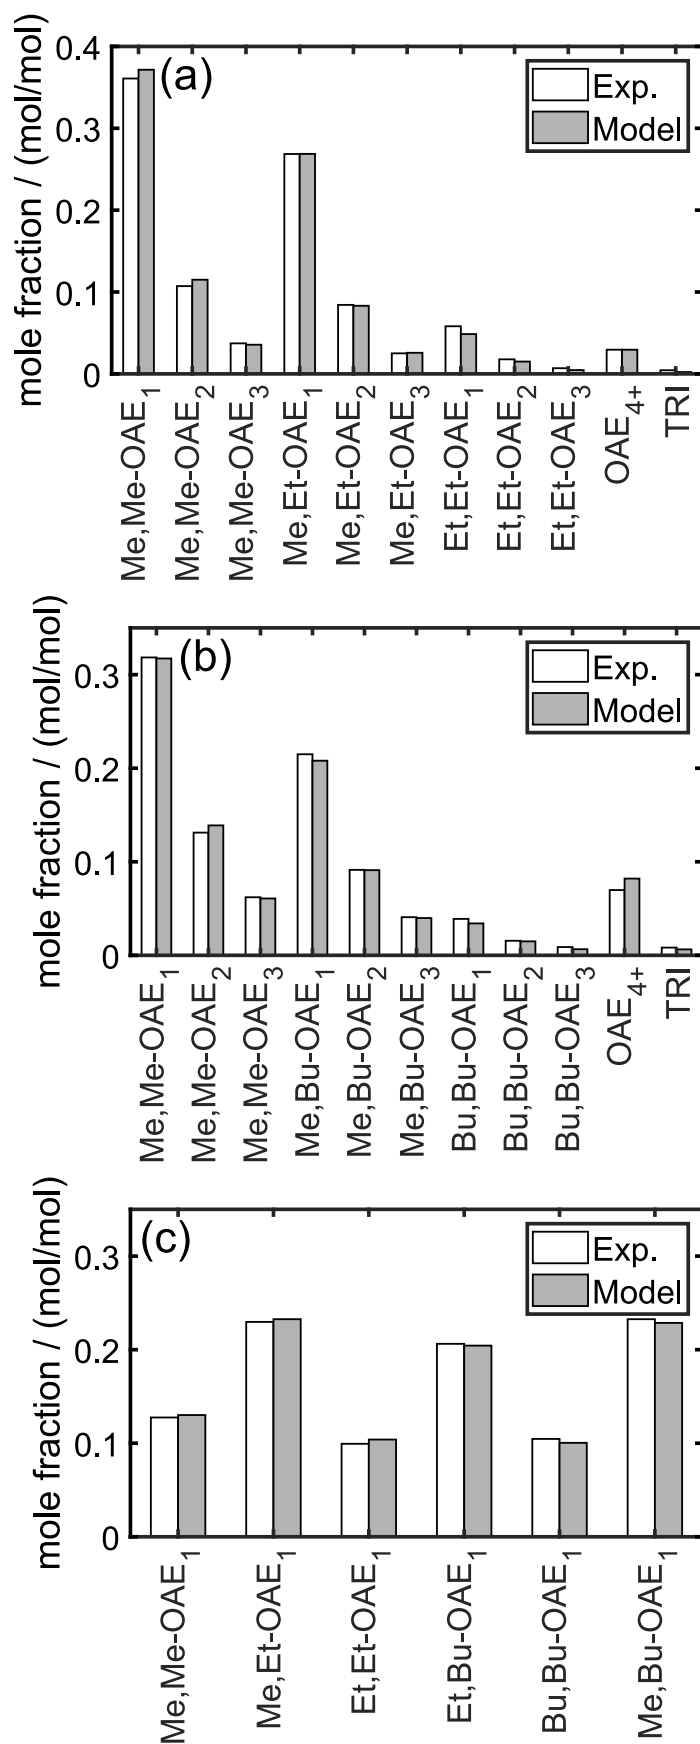 (a)
mole fraction / (mol/mol)
0.4
0.3
0.2
0.1
0
Exp.
Model
Me,Me-OAE₁
Me,Me-OAE₂
Me,Me-OAE₃
Me,Et-OAE₁
Me,Et-OAE₂
Me,Et-OAE₃
Et,Et-OAE₁
Et,Et-OAE₂
Et,Et-OAE₃
OAE₄₊
TRI
(b)
mole fraction / (mol/mol)
0.3
0.2
0.1
0
Exp.
Model
Me,Me-OAE₁
Me,Me-OAE₂
Me,Me-OAE₃
Me,Bu-OAE₁
Me,Bu-OAE₂
Me,Bu-OAE₃
Bu,Bu-OAE₁
Bu,Bu-OAE₂
Bu,Bu-OAE₃
OAE₄₊
TRI
(c)
mole fraction / (mol/mol)
0.3
0.2
0.1
0
Exp.
Model
Me,Me-OAE₁
Me,Et-OAE₁
Et,Et-OAE₁
Et,Bu-OAE₁
Bu,Bu-OAE₁
Me,Bu-OAE₁